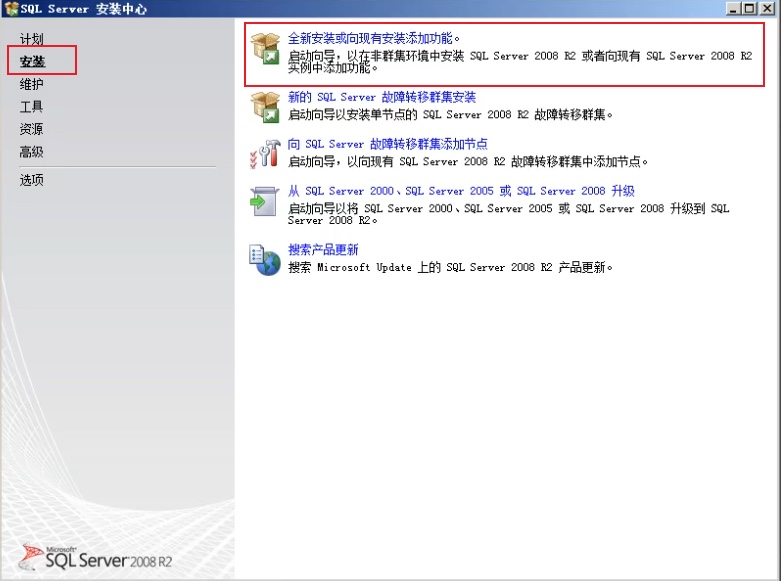 SQL Server 安装中心
计划
安装
维护
工具
资源
高级
选项
全新安装或向现有安装添加功能。
启动向导，以在非群集环境中安装 SQL Server 2008 R2 或者向现有 SQL Server 2008 R2
实例中添加功能。
新的 SQL Server 故障转移群集安装
启动向导以安装单节点的 SQL Server 2008 R2 故障转移群集。
向 SQL Server 故障转移群集添加节点
启动向导，以向现有 SQL Server 2008 R2 故障转移群集中添加节点。
从 SQL Server 2000、SQL Server 2005 或 SQL Server 2008 升级
启动向导以将 SQL Server 2000、SQL Server 2005 或 SQL Server 2008 升级到 SQL
Server 2008 R2。
搜索产品更新
搜索 Microsoft Update 上的 SQL Server 2008 R2 产品更新。
Microsoft
SQL Server 2008 R2